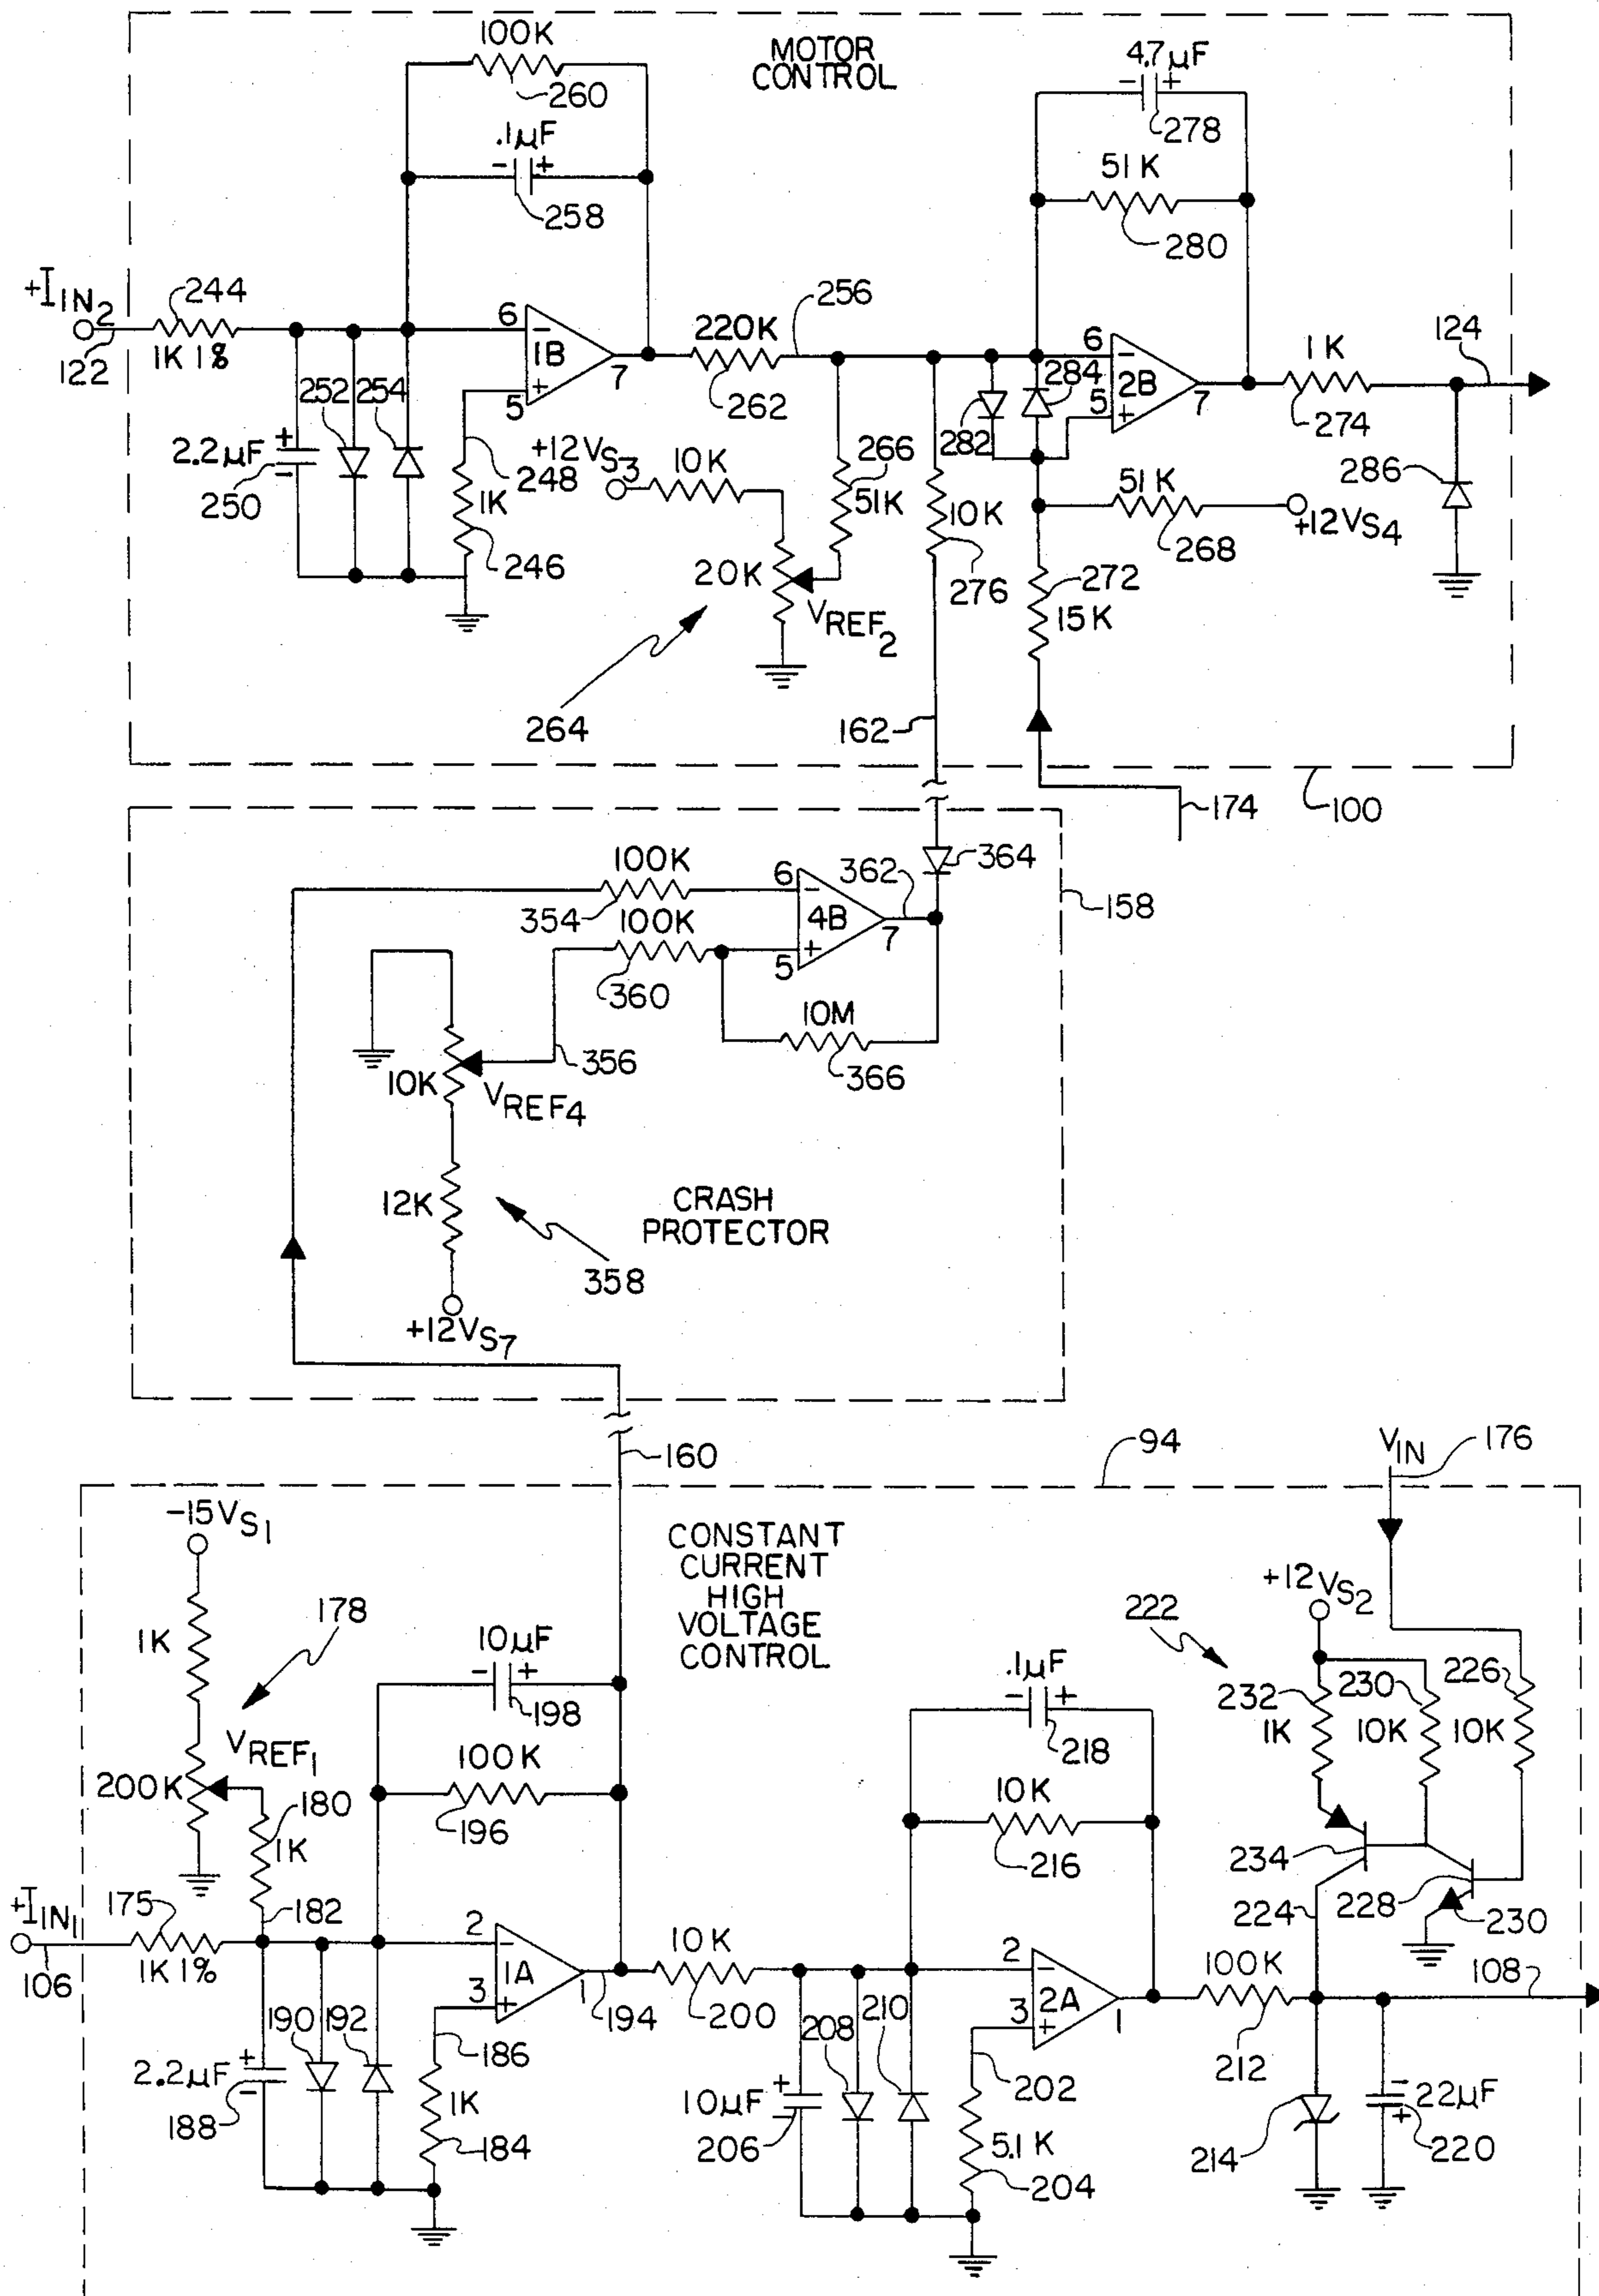 MOTOR
CONTROL
100K
260
.1µF
- +
258
4.7µF
- +
278
51K
280
+I IN2
122
244
1K 1%
252
254
2.2µF
+
-
250
6 -
1B
5 +
7
248
1K
246
220K
262
256
+12VS3
10K
20K
VREF2
264
266
51K
10K
276
282
284
6 -
2B
5 +
7
51K
268
+12VS4
272
15K
1K
274
124
286
162
174
100
100K
354
100K
360
6 -
4B
5 +
7
362
364
158
10M
366
356
10K
VREF4
12K
358
+12VS7
CRASH
PROTECTOR
160
94
VIN
176
-15VS1
1K
178
VREF1
200K
180
1K
CONSTANT
CURRENT
HIGH
VOLTAGE
CONTROL
10µF
- +
198
100K
196
+I IN1
106
175
1K 1%
182
2.2µF
+
-
188
190
192
2 -
1A
3 +
1
194
186
1K
184
10K
200
.1µF
- +
218
10K
216
208
210
10µF
+
-
206
2 -
2A
3 +
1
202
5.1K
204
222
+12VS2
232
1K
230
10K
226
10K
234
224
228
230
100K
212
108
214
-
+
22µF
220